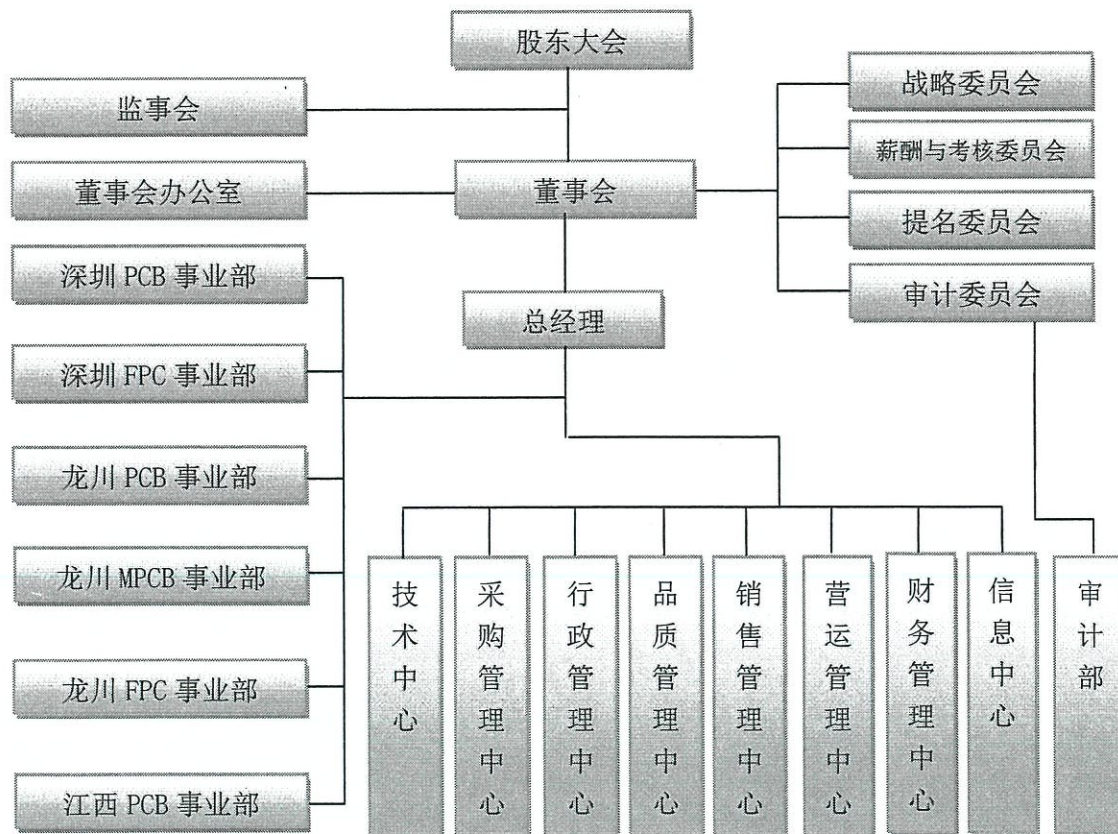 股东大会
监事会
战略委员会
薪酬与考核委员会
董事会办公室
董事会
提名委员会
审计委员会
深圳 PCB 事业部
总经理
深圳 FPC 事业部
龙川 PCB 事业部
龙川 MPCB 事业部
龙川 FPC 事业部
江西 PCB 事业部
技术中心
采购管理中心
行政管理中心
品质管理中心
销售管理中心
营运管理中心
财务管理中心
信息中心
审计部